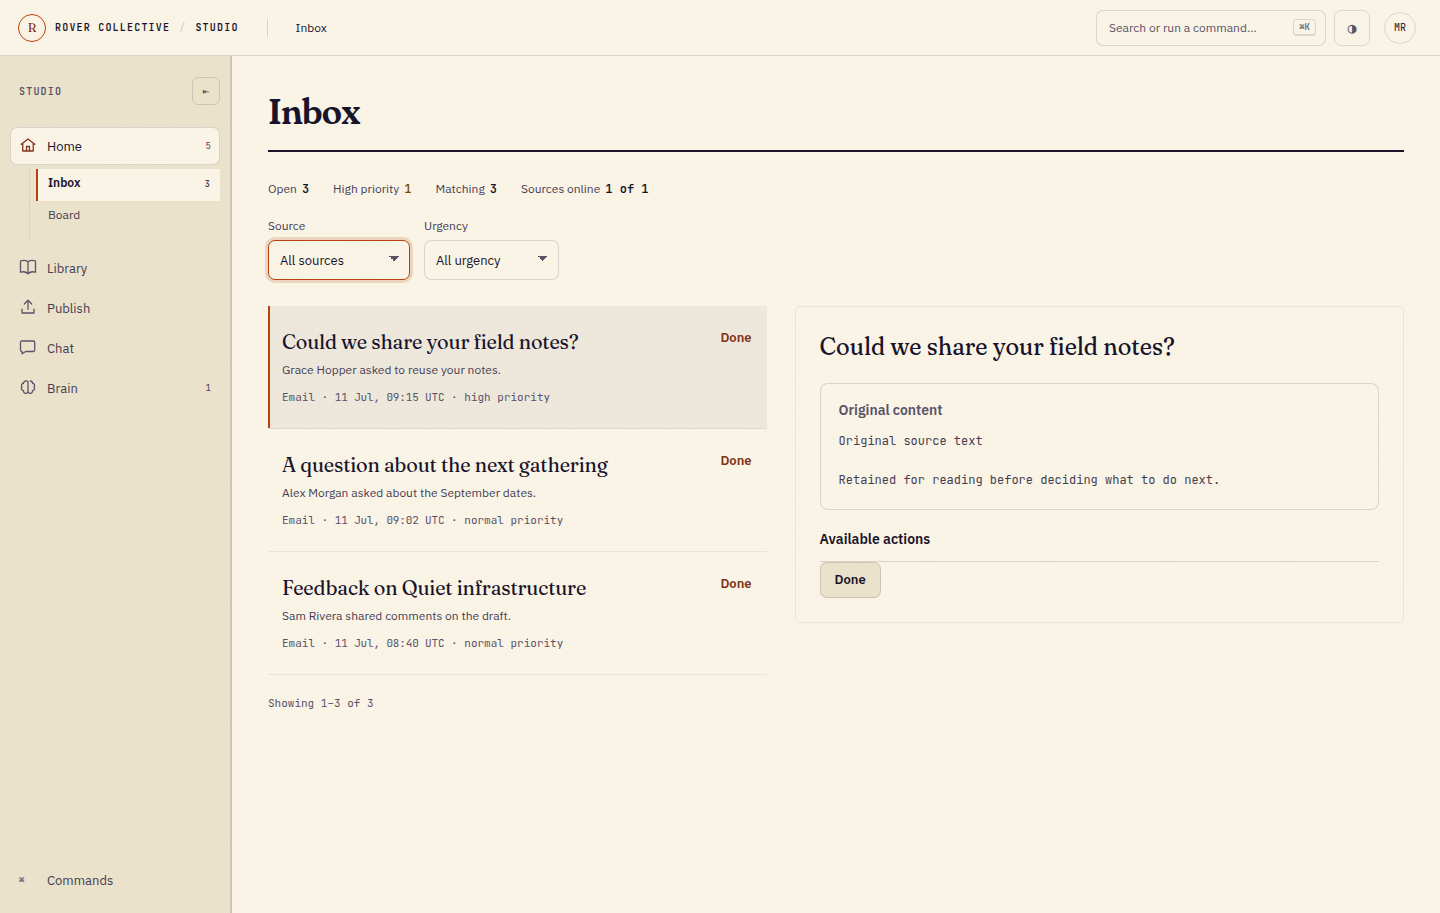 R ROVER COLLECTIVE / STUDIO Inbox Search or run a command... ⌘K MR
STUDIO
Home 5
Inbox 3
Board
Library
Publish
Chat
Brain 1
⌘ Commands
Inbox
Open 3 High priority 1 Matching 3 Sources online 1 of 1
Source Urgency
All sources All urgency
Could we share your field notes? Done
Grace Hopper asked to reuse your notes.
Email · 11 Jul, 09:15 UTC · high priority
A question about the next gathering Done
Alex Morgan asked about the September dates.
Email · 11 Jul, 09:02 UTC · normal priority
Feedback on Quiet infrastructure Done
Sam Rivera shared comments on the draft.
Email · 11 Jul, 08:40 UTC · normal priority
Showing 1–3 of 3
Could we share your field notes?
Original content
Original source text
Retained for reading before deciding what to do next.
Available actions
Done